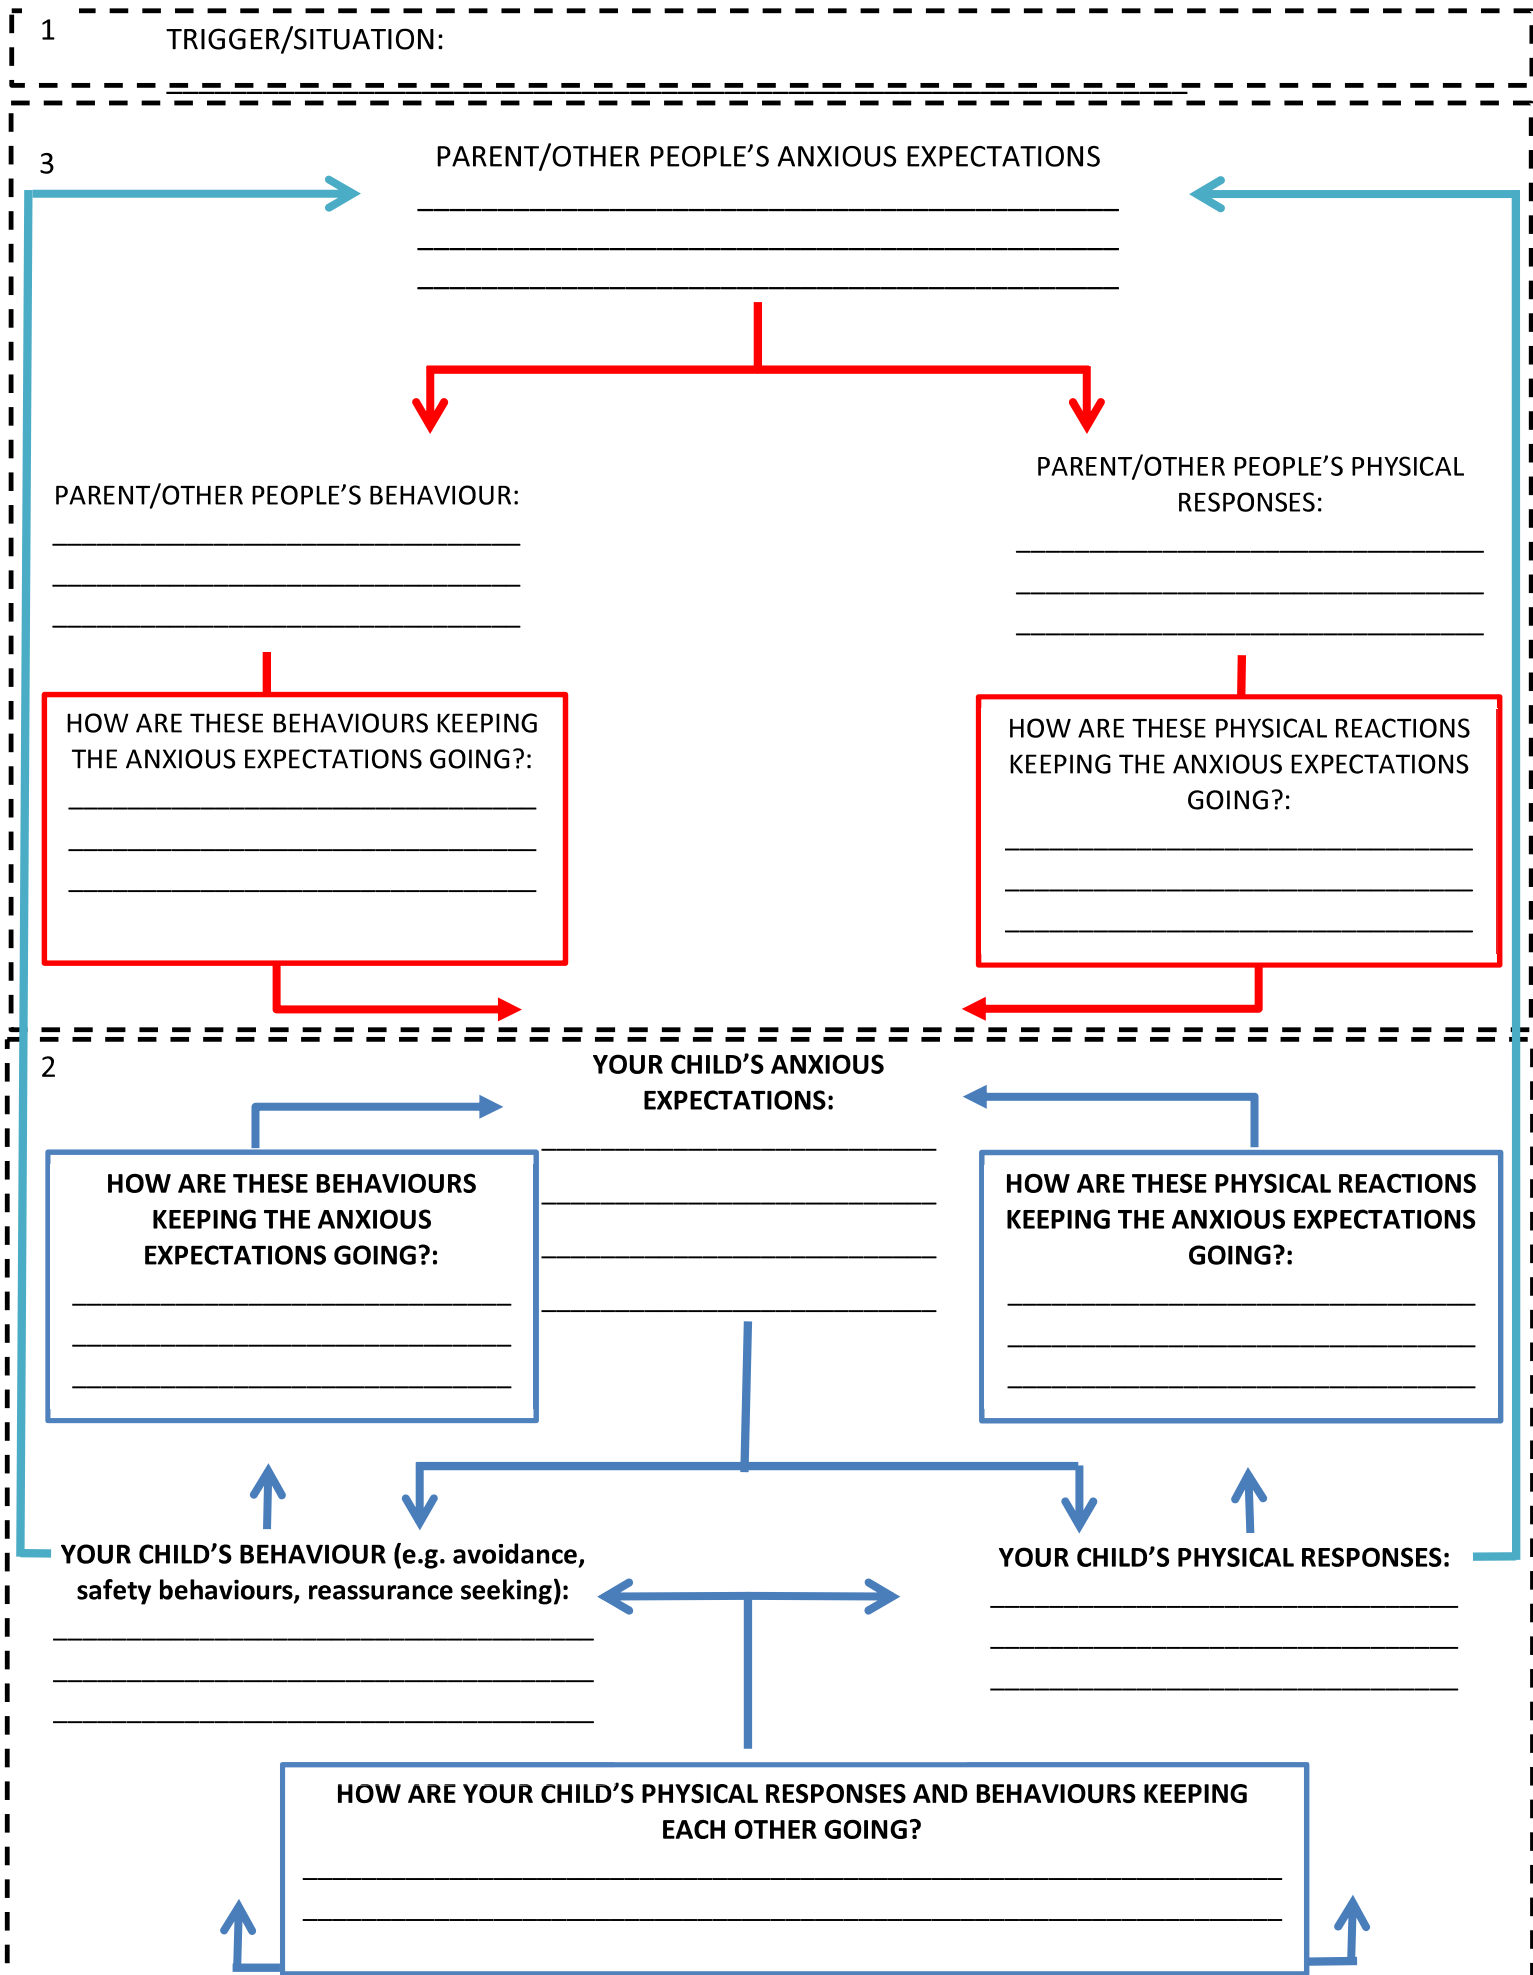 1
TRIGGER/SITUATION:
3
PARENT/OTHER PEOPLE’S ANXIOUS EXPECTATIONS
PARENT/OTHER PEOPLE’S BEHAVIOUR:
PARENT/OTHER PEOPLE’S PHYSICAL
RESPONSES:
HOW ARE THESE BEHAVIOURS KEEPING
THE ANXIOUS EXPECTATIONS GOING?:
HOW ARE THESE PHYSICAL REACTIONS
KEEPING THE ANXIOUS EXPECTATIONS
GOING?:
2
YOUR CHILD’S ANXIOUS
EXPECTATIONS:
HOW ARE THESE BEHAVIOURS
KEEPING THE ANXIOUS
EXPECTATIONS GOING?:
HOW ARE THESE PHYSICAL REACTIONS
KEEPING THE ANXIOUS EXPECTATIONS
GOING?:
YOUR CHILD’S BEHAVIOUR (e.g. avoidance,
safety behaviours, reassurance seeking):
YOUR CHILD’S PHYSICAL RESPONSES:
HOW ARE YOUR CHILD’S PHYSICAL RESPONSES AND BEHAVIOURS KEEPING
EACH OTHER GOING?